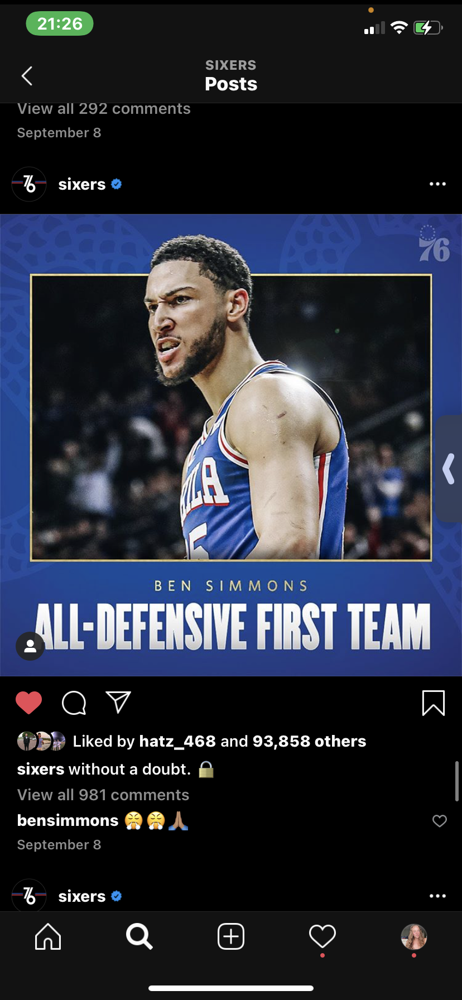 21:26
SIXERS
Posts
View all 292 comments
September 8
76
sixers
76
PHILA
25
BEN SIMMONS
ALL-DEFENSIVE FIRST TEAM
Liked by hatz_468 and 93,858 others
sixers without a doubt. 🔒
View all 981 comments
bensimmons 😤😤🙏🏽
September 8
76
sixers